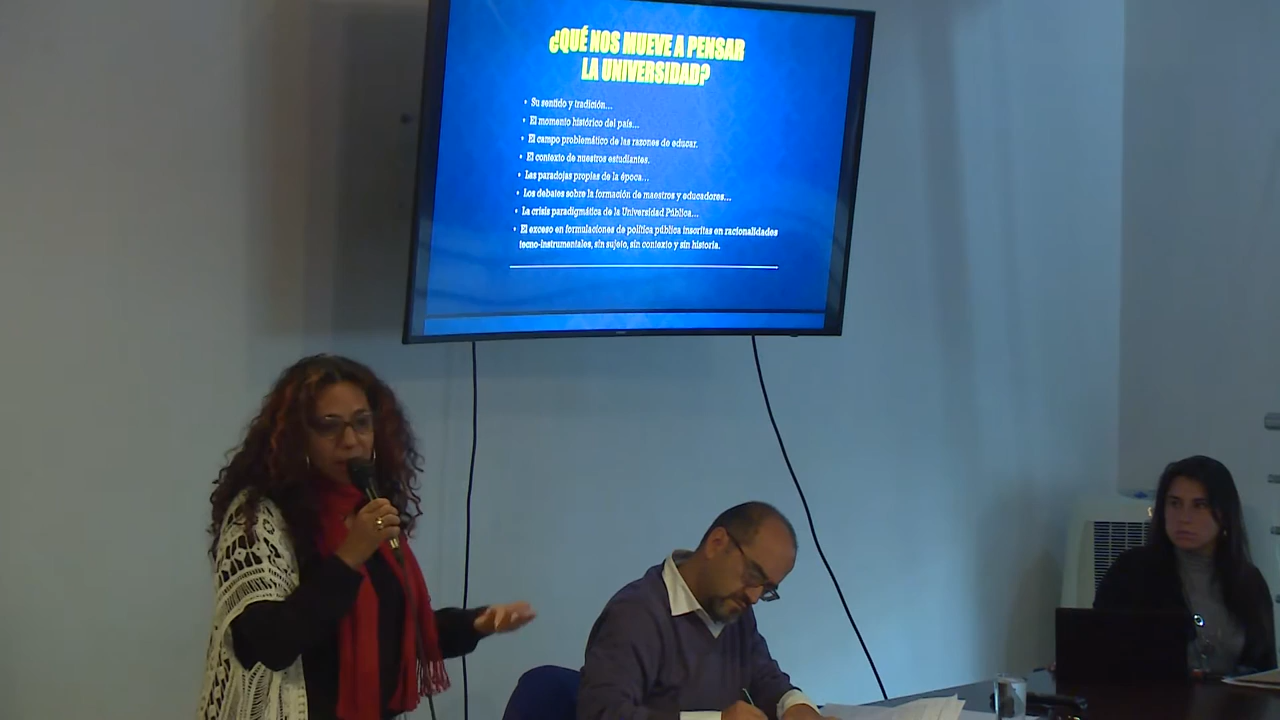 ¿QUÉ NOS MUEVE A PENSAR
LA UNIVERSIDAD?
• Su sentido y tradición...
• El momento histórico del país...
• El campo problemático de las razones de educar.
• El contexto de nuestros estudiantes.
• Las paradojas propias de la época...
• Los debates sobre la formación de maestros y educadores...
• La crisis paradigmática de la Universidad Pública...
• El exceso en formulaciones de política pública inscritas en racionalidades
tecno-instrumentales, sin sujeto, sin contexto y sin historia.